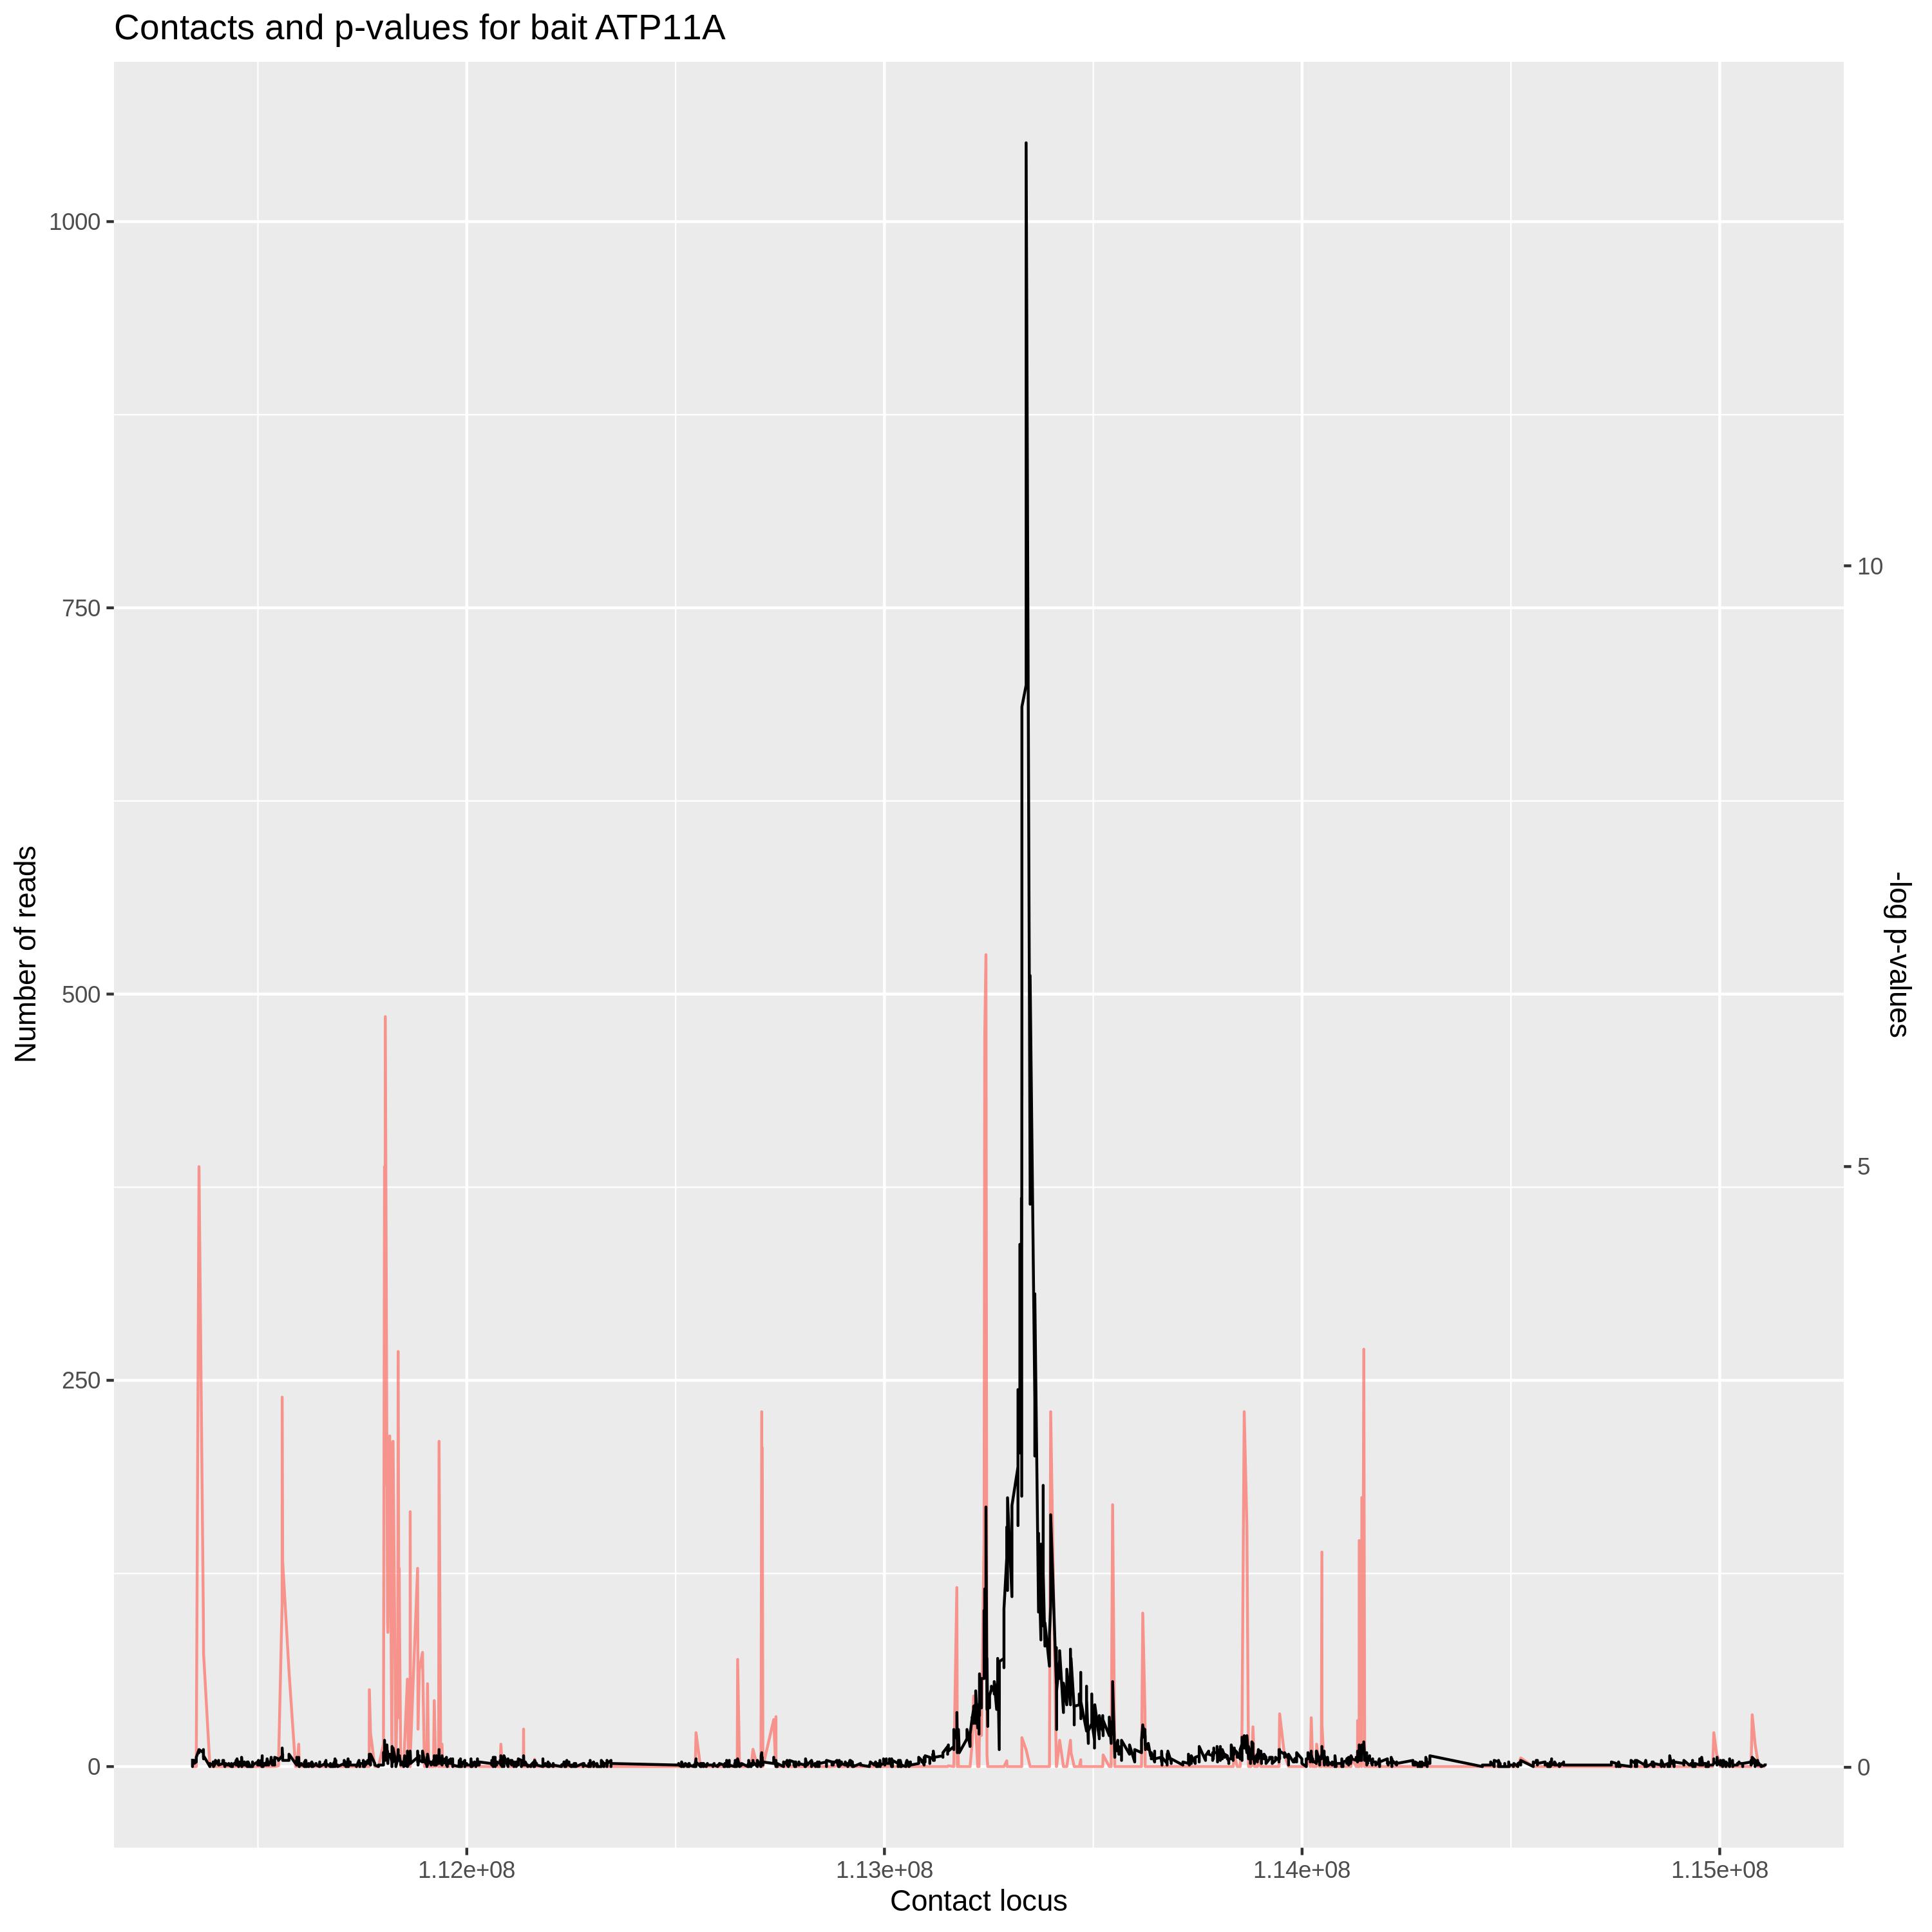 Contacts and p-values for bait ATP11A
1000
750
500
250
0
Number of reads
10
5
0
-log p-values
1.12e+08
1.13e+08
1.14e+08
1.15e+08
Contact locus